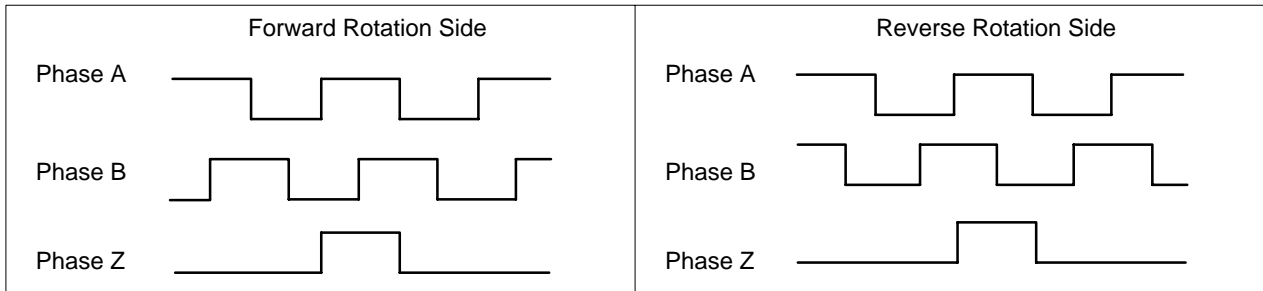 Forward Rotation Side
Phase A
Phase B
Phase Z
Reverse Rotation Side
Phase A
Phase B
Phase Z